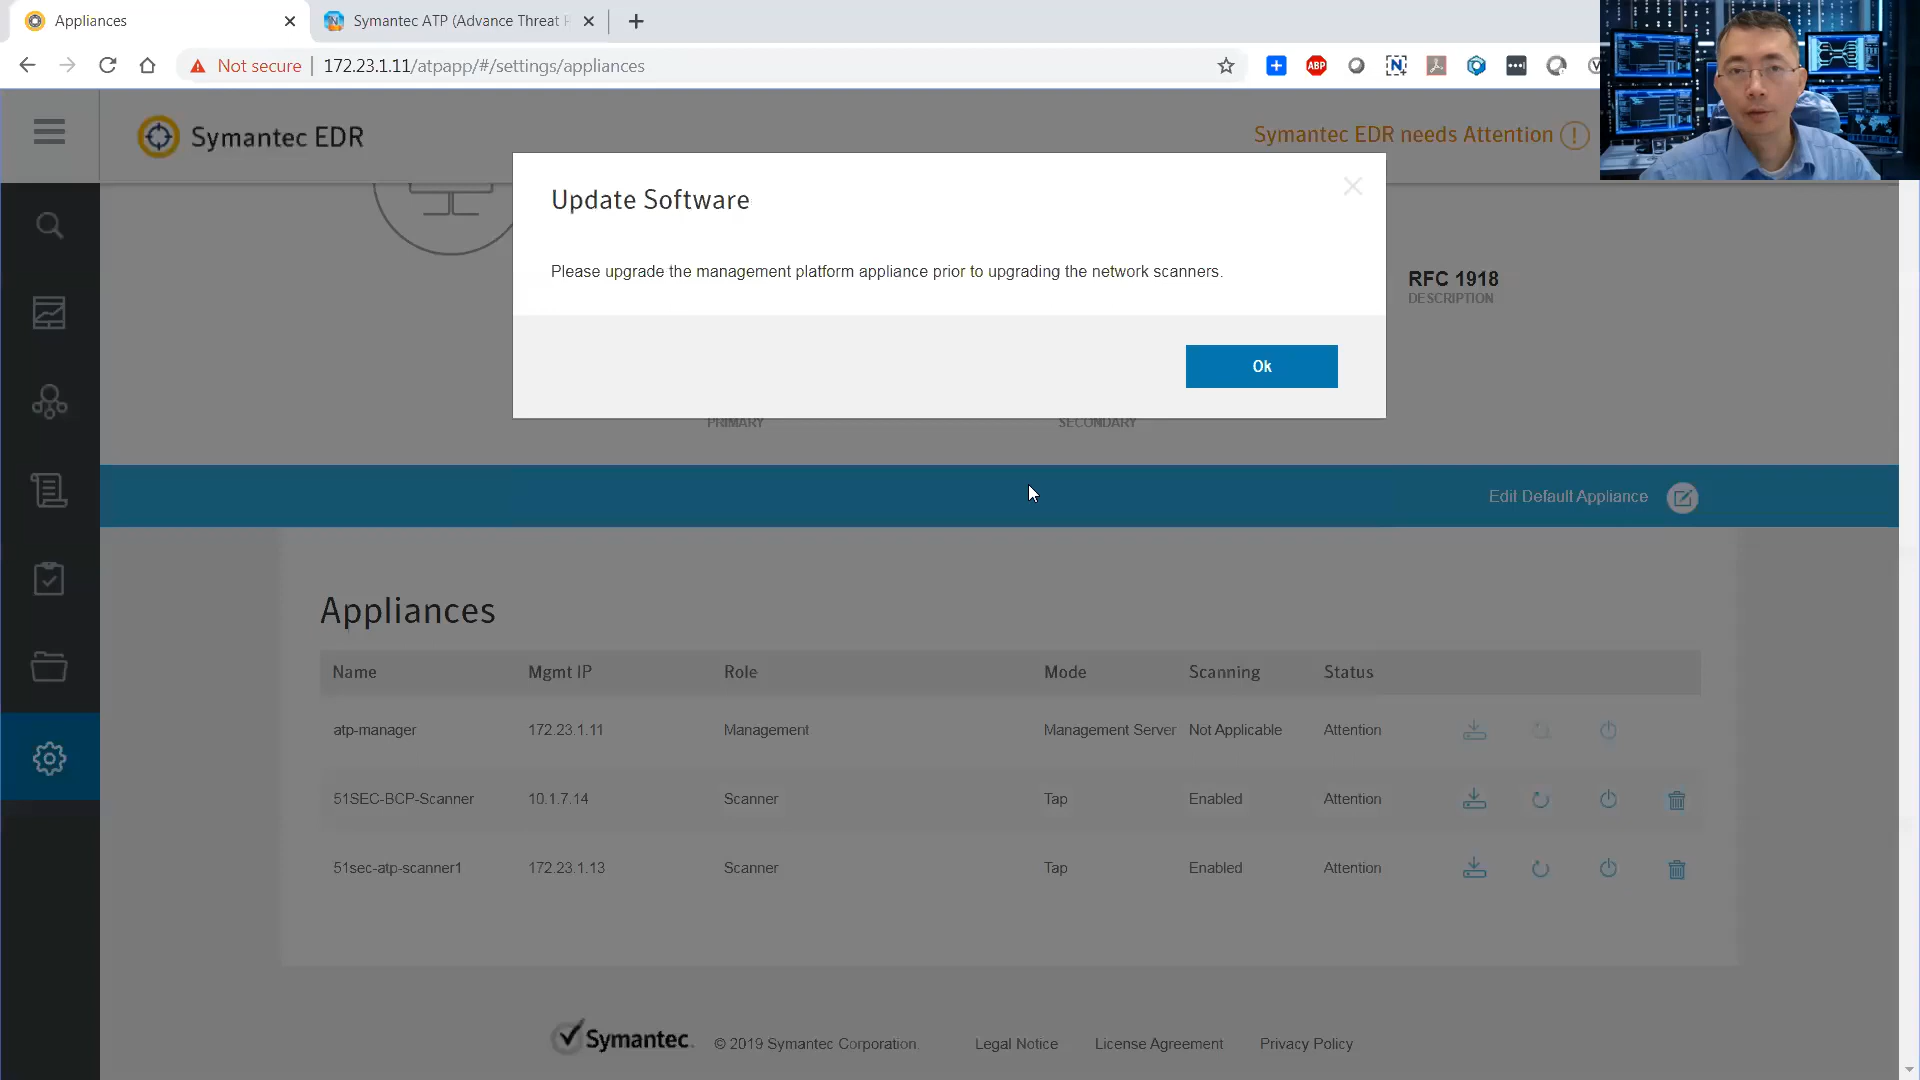 Appliances
Symantec ATP (Advance Threat
Not secure
172.23.1.11/atpapp/#/settings/appliances
ABP
Symantec EDR
Symantec EDR needs Attention
Update Software
Please upgrade the management platform appliance prior to upgrading the network scanners.
Ok
RFC 1918
DESCRIPTION
PRIMARY
SECONDARY
Edit Default Appliance
Appliances
Name Mgmt IP Role Mode Scanning Status
atp-manager 172.23.1.11 Management Management Server Not Applicable Attention
51SEC-BCP-Scanner 10.1.7.14 Scanner Tap Enabled Attention
51sec-atp-scanner1 172.23.1.13 Scanner Tap Enabled Attention
Symantec. © 2019 Symantec Corporation. Legal Notice License Agreement Privacy Policy